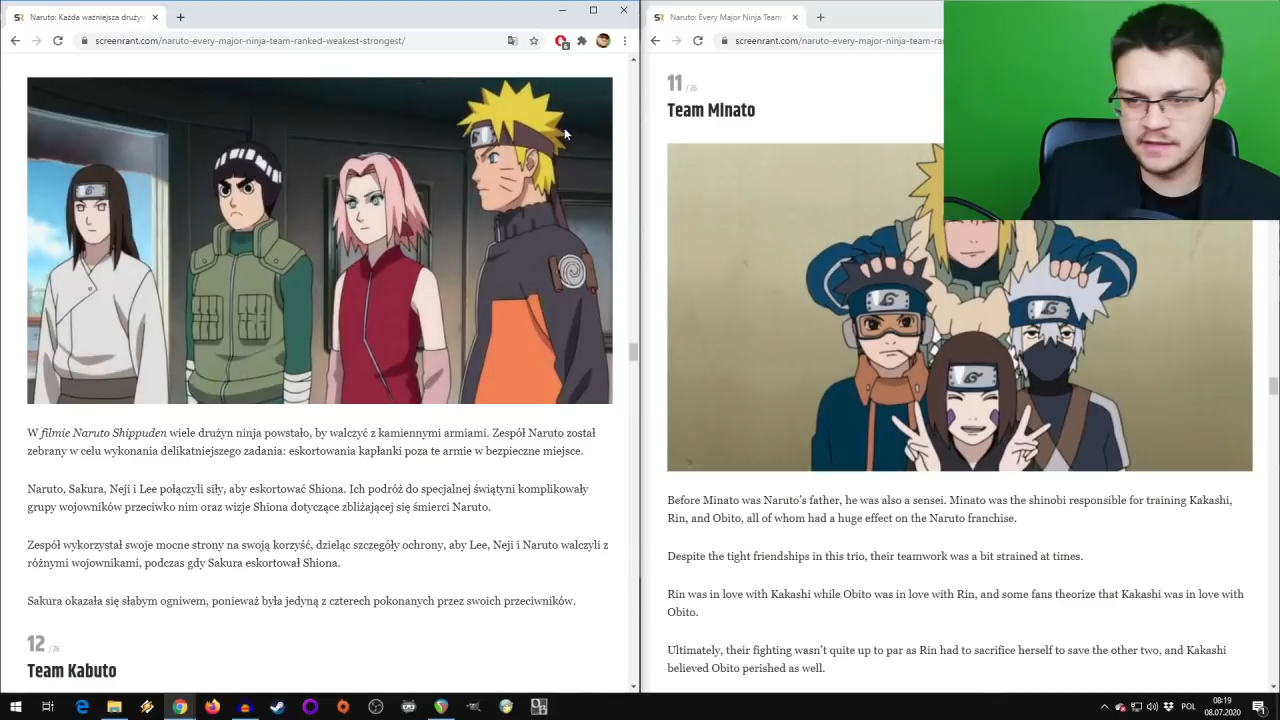 Naruto: Każda ważniejsza drużyn
screenrant.com/naruto-every-major-ninja-team-ranked-weakest-strongest/
W filmie Naruto Shippuden wiele drużyn ninja powstało, by walczyć z kamiennymi armiami. Zespół Naruto został
zebrany w celu wykonania delikatniejszego zadania: eskortowania kapłanki poza te armie w bezpieczne miejsce.
Naruto, Sakura, Neji i Lee połączyli siły, aby eskortować Shiona. Ich podróż do specjalnej świątyni komplikowały
grupy wojowników przeciwko nim oraz wizje Shiona dotyczące zbliżającej się śmierci Naruto.
Zespół wykorzystał swoje mocne strony na swoją korzyść, dzieląc szczegóły ochrony, aby Lee, Neji i Naruto walczyli z
różnymi wojownikami, podczas gdy Sakura eskortował Shiona.
Sakura okazała się słabym ogniwem, ponieważ była jedyną z czterech pokonanych przez swoich przeciwników.
12 / 26
Team Kabuto
Naruto: Every Major Ninja Team
screenrant.com/naruto-every-major-ninja-team-ra
11 / 26
Team Minato
Before Minato was Naruto's father, he was also a sensei. Minato was the shinobi responsible for training Kakashi,
Rin, and Obito, all of whom had a huge effect on the Naruto franchise.
Despite the tight friendships in this trio, their teamwork was a bit strained at times.
Rin was in love with Kakashi while Obito was in love with Rin, and some fans theorize that Kakashi was in love with
Obito.
Ultimately, their fighting wasn't quite up to par as Rin had to sacrifice herself to save the other two, and Kakashi
believed Obito perished as well.
POL
08:19
08.07.2020